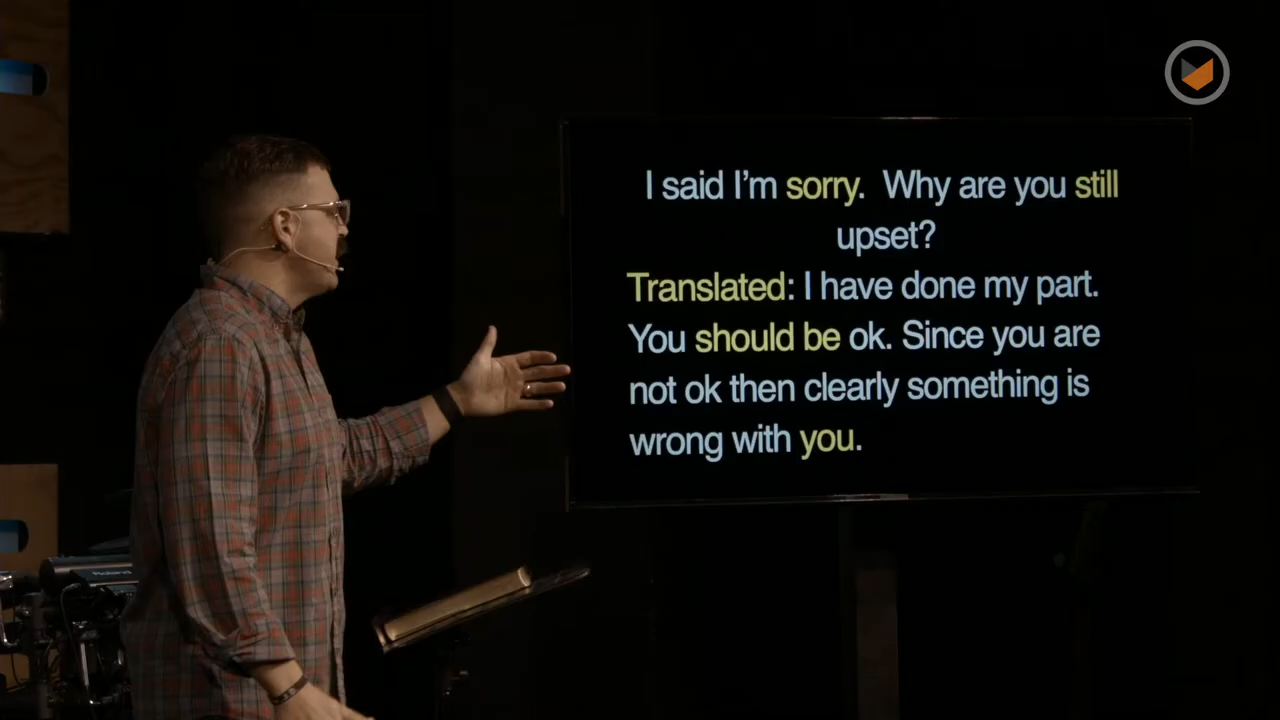 I said I'm sorry.  Why are you still
upset?
Translated: I have done my part.
You should be ok. Since you are
not ok then clearly something is
wrong with you.
Roland